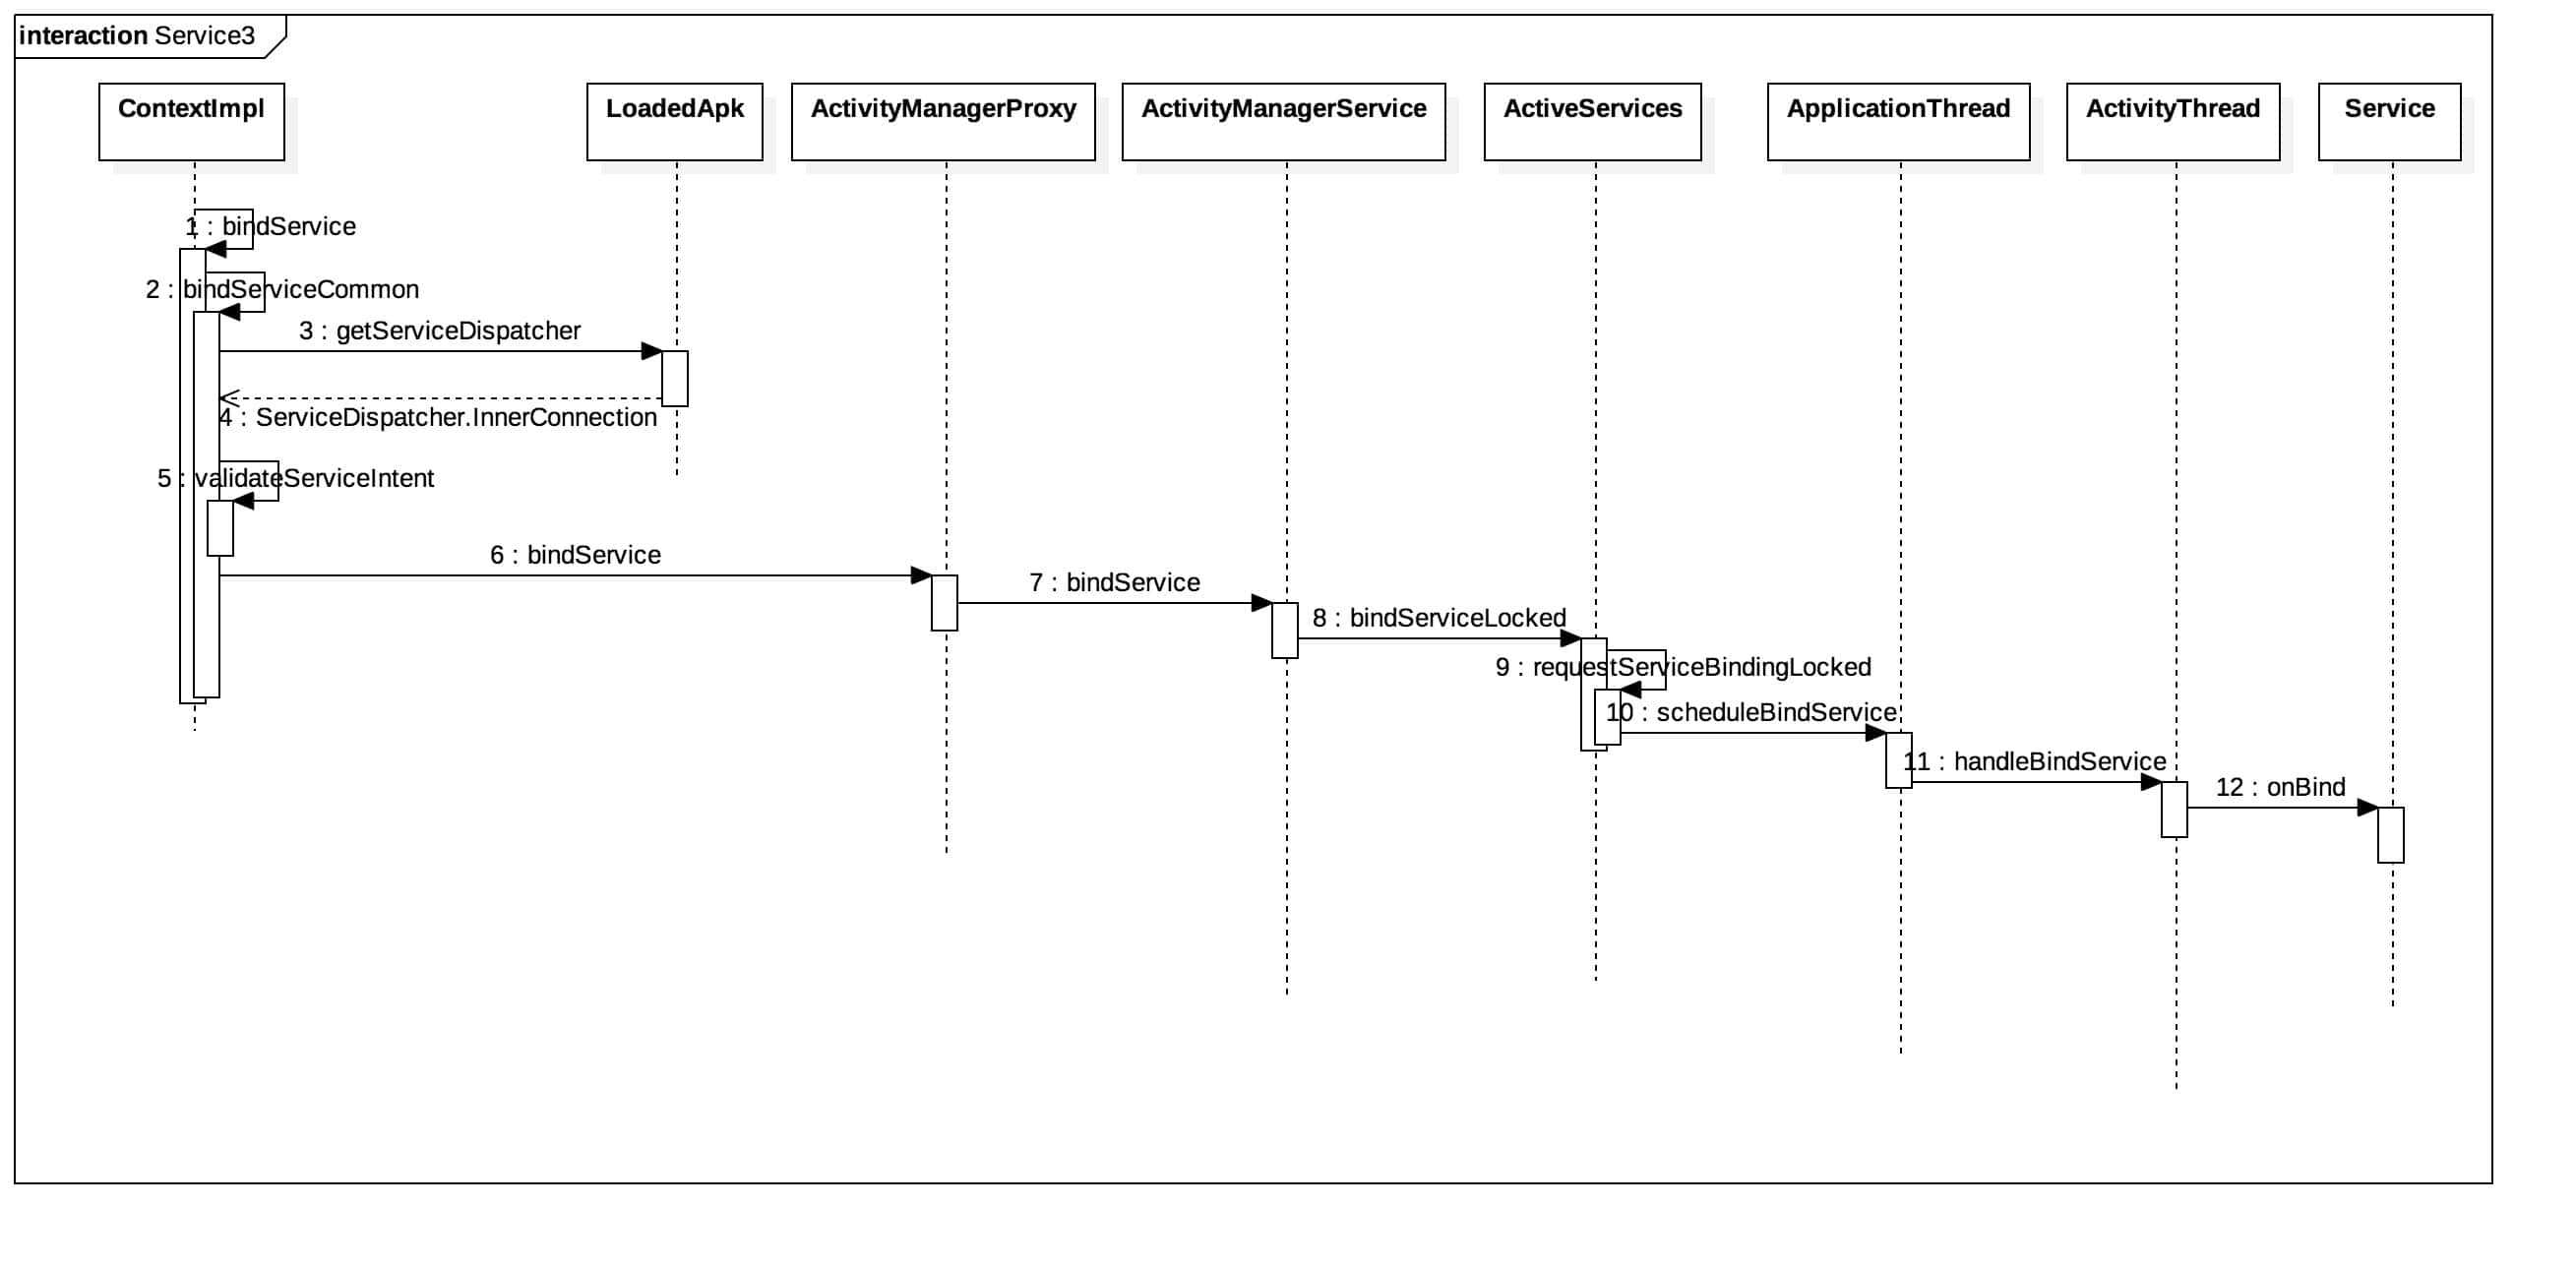 interaction Service3
ContextImpl
LoadedApk
ActivityManagerProxy
ActivityManagerService
ActiveServices
ApplicationThread
ActivityThread
Service
1 : bindService
2 : bindServiceCommon
3 : getServiceDispatcher
4 : ServiceDispatcher.InnerConnection
5 : validateServiceIntent
6 : bindService
7 : bindService
8 : bindServiceLocked
9 : requestServiceBindingLocked
10 : scheduleBindService
11 : handleBindService
12 : onBind